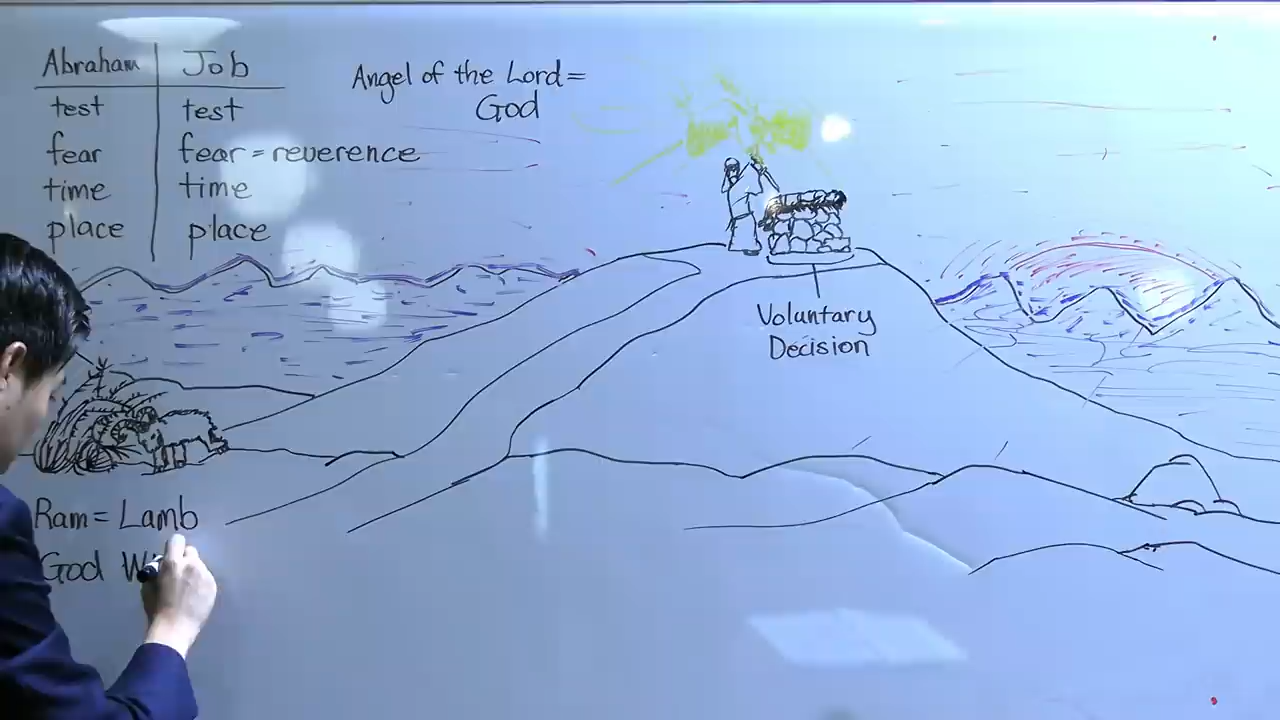 Abraham Job
test test
fear fear = reverence
time time
place place
Angel of the Lord =
God
Voluntary
Decision
Ram = Lamb
God